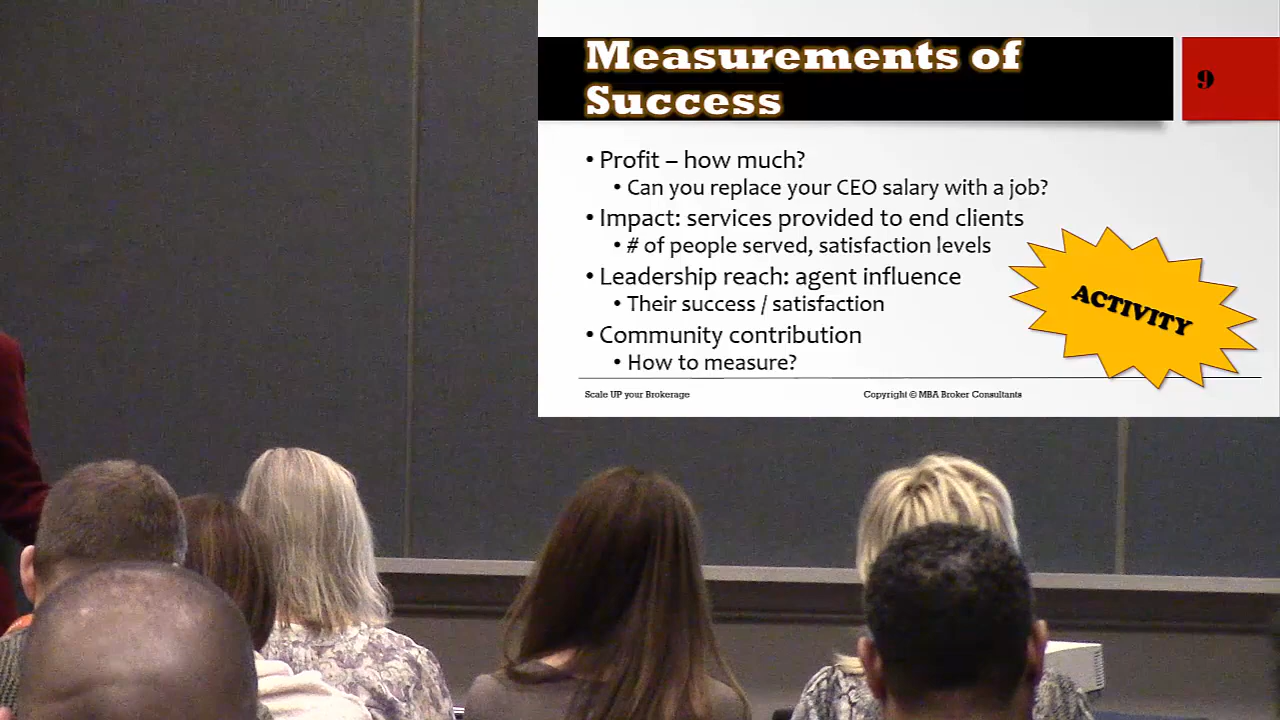 Measurements of
Success
9
• Profit – how much?
• Can you replace your CEO salary with a job?
• Impact: services provided to end clients
• # of people served, satisfaction levels
• Leadership reach: agent influence
• Their success / satisfaction
• Community contribution
• How to measure?
ACTIVITY
Scale UP your Brokerage
Copyright © MBA Broker Consultants